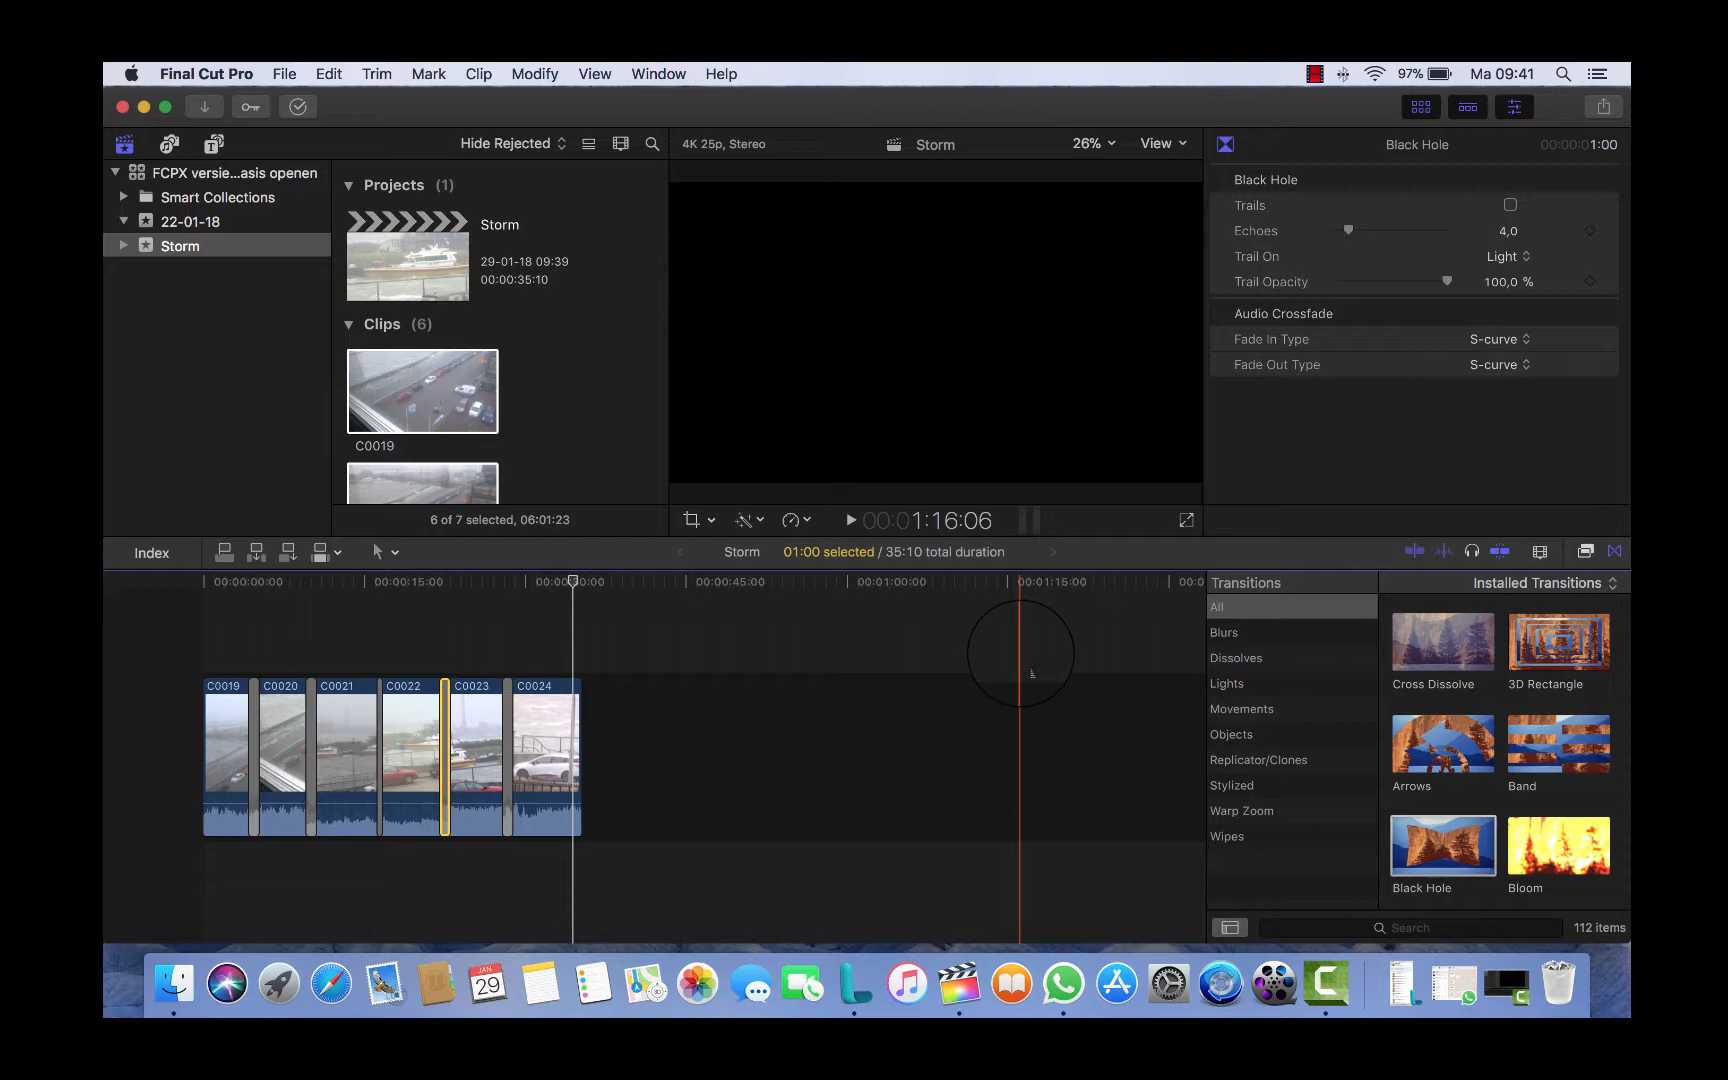 Final Cut Pro File Edit Trim Mark Clip Modify View Window Help 97% Ma 09:41
Hide Rejected
4K 25p, Stereo Storm 26% View
Black Hole 00:00:01:00
FCPX versie...asis openen
Smart Collections
22-01-18
Storm
Projects (1)
Storm
29-01-18 09:39
00:00:35:10
Clips (6)
C0019
6 of 7 selected, 06:01:23
00:00:1:16:06
Black Hole
Trails
Echoes 4,0
Trail On Light
Trail Opacity 100,0 %
Audio Crossfade
Fade In Type S-curve
Fade Out Type S-curve
Index
Storm 01:00 selected / 35:10 total duration
00:00:00:00 00:00:15:00 00:00:45:00 00:01:00:00 00:01:15:00
C0019 C0020 C0021 C0022 C0023 C0024
Transitions
Installed Transitions
All
Blurs
Dissolves
Lights
Movements
Objects
Replicator/Clones
Stylized
Warp Zoom
Wipes
Cross Dissolve 3D Rectangle
Arrows Band
Black Hole Bloom
Search 112 items
JAN.
29